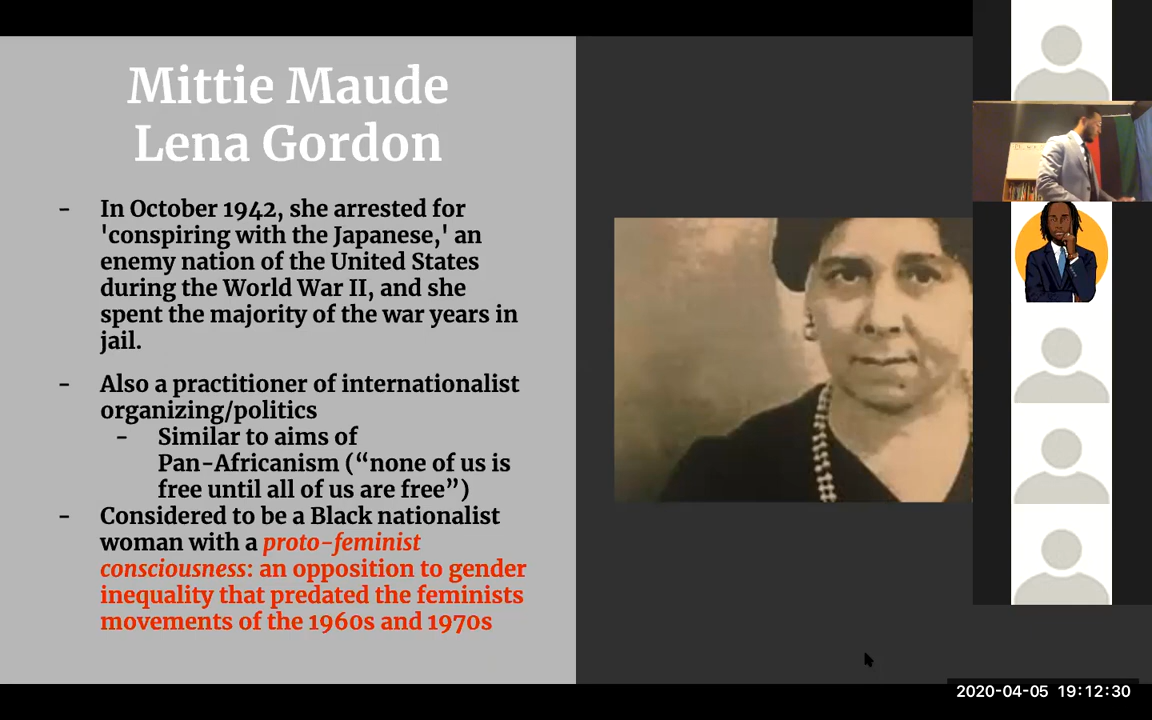 Mittie Maude
Lena Gordon
- In October 1942, she arrested for
'conspiring with the Japanese,' an
enemy nation of the United States
during the World War II, and she
spent the majority of the war years in
jail.
- Also a practitioner of internationalist
organizing/politics
- Similar to aims of
Pan-Africanism (“none of us is
free until all of us are free”)
- Considered to be a Black nationalist
woman with a proto-feminist
consciousness: an opposition to gender
inequality that predated the feminists
movements of the 1960s and 1970s
2020-04-05 19:12:30